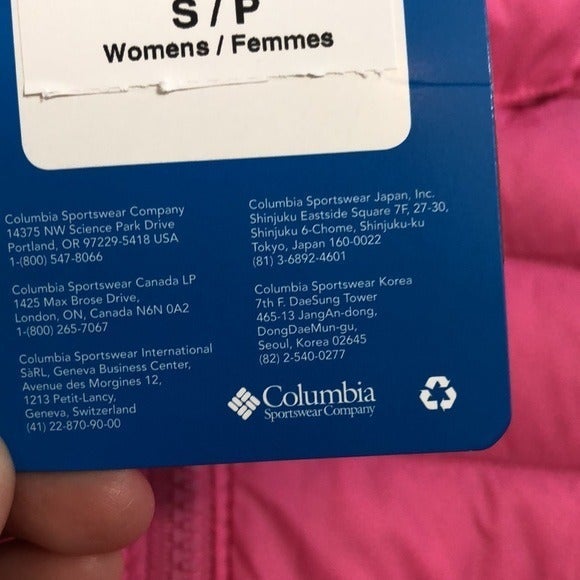 S / P
Womens / Femmes
Columbia Sportswear Company
14375 NW Science Park Drive
Portland, OR 97229-5418 USA
1-(800) 547-8066
Columbia Sportswear Canada LP
1425 Max Brose Drive,
London, ON, Canada N6N 0A2
1-(800) 265-7067
Columbia Sportswear International
SàRL, Geneva Business Center,
Avenue des Morgines 12,
1213 Petit-Lancy,
Geneva, Switzerland
(41) 22-870-90-00
Columbia Sportswear Japan, Inc.
Shinjuku Eastside Square 7F, 27-30,
Shinjuku 6-Chome, Shinjuku-ku
Tokyo, Japan 160-0022
(81) 3-6892-4601
Columbia Sportswear Korea
7th F. DaeSung Tower
465-13 JangAn-dong,
DongDaeMun-gu,
Seoul, Korea 02645
(82) 2-540-0277
Columbia
Sportswear Company